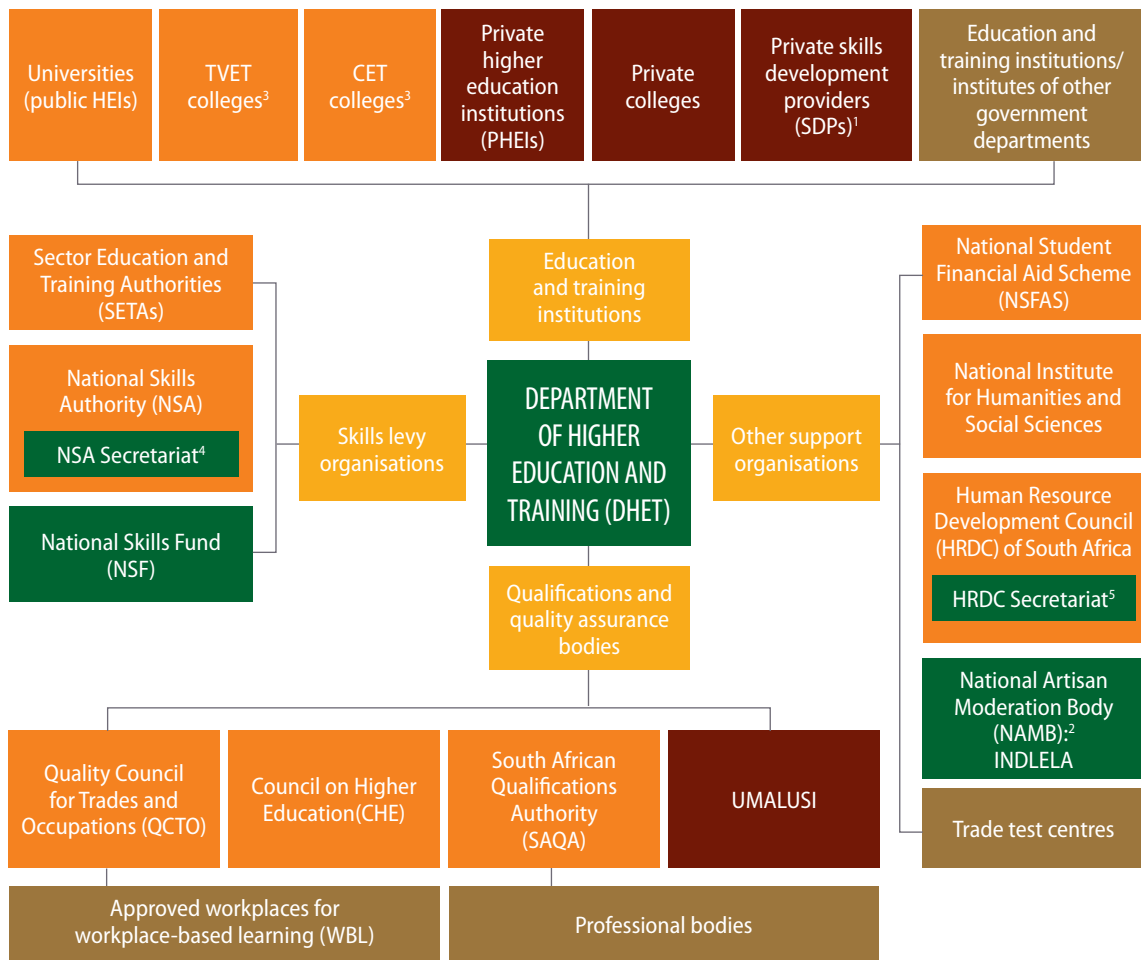 Universities
(public HEIs)
TVET
colleges³
CET
colleges³
Private
higher
education
institutions
(PHEIs)
Private
colleges
Private skills
development
providers
(SDPs)¹
Education and
training institutions/
institutes of other
government
departments
Sector Education and
Training Authorities
(SETAs)
National Skills
Authority (NSA)
NSA Secretariat⁴
National Skills Fund
(NSF)
Skills levy
organisations
Education
and training
institutions
DEPARTMENT
OF HIGHER
EDUCATION AND
TRAINING (DHET)
Qualifications and
quality assurance
bodies
Other support
organisations
National Student
Financial Aid Scheme
(NSFAS)
National Institute
for Humanities and
Social Sciences
Human Resource
Development Council
(HRDC) of South Africa
HRDC Secretariat⁵
National Artisan
Moderation Body
(NAMB):²
INDLELA
Trade test centres
Quality Council
for Trades and
Occupations (QCTO)
Council on Higher
Education(CHE)
South African
Qualifications
Authority
(SAQA)
UMALUSI
Approved workplaces for
workplace-based learning (WBL)
Professional bodies